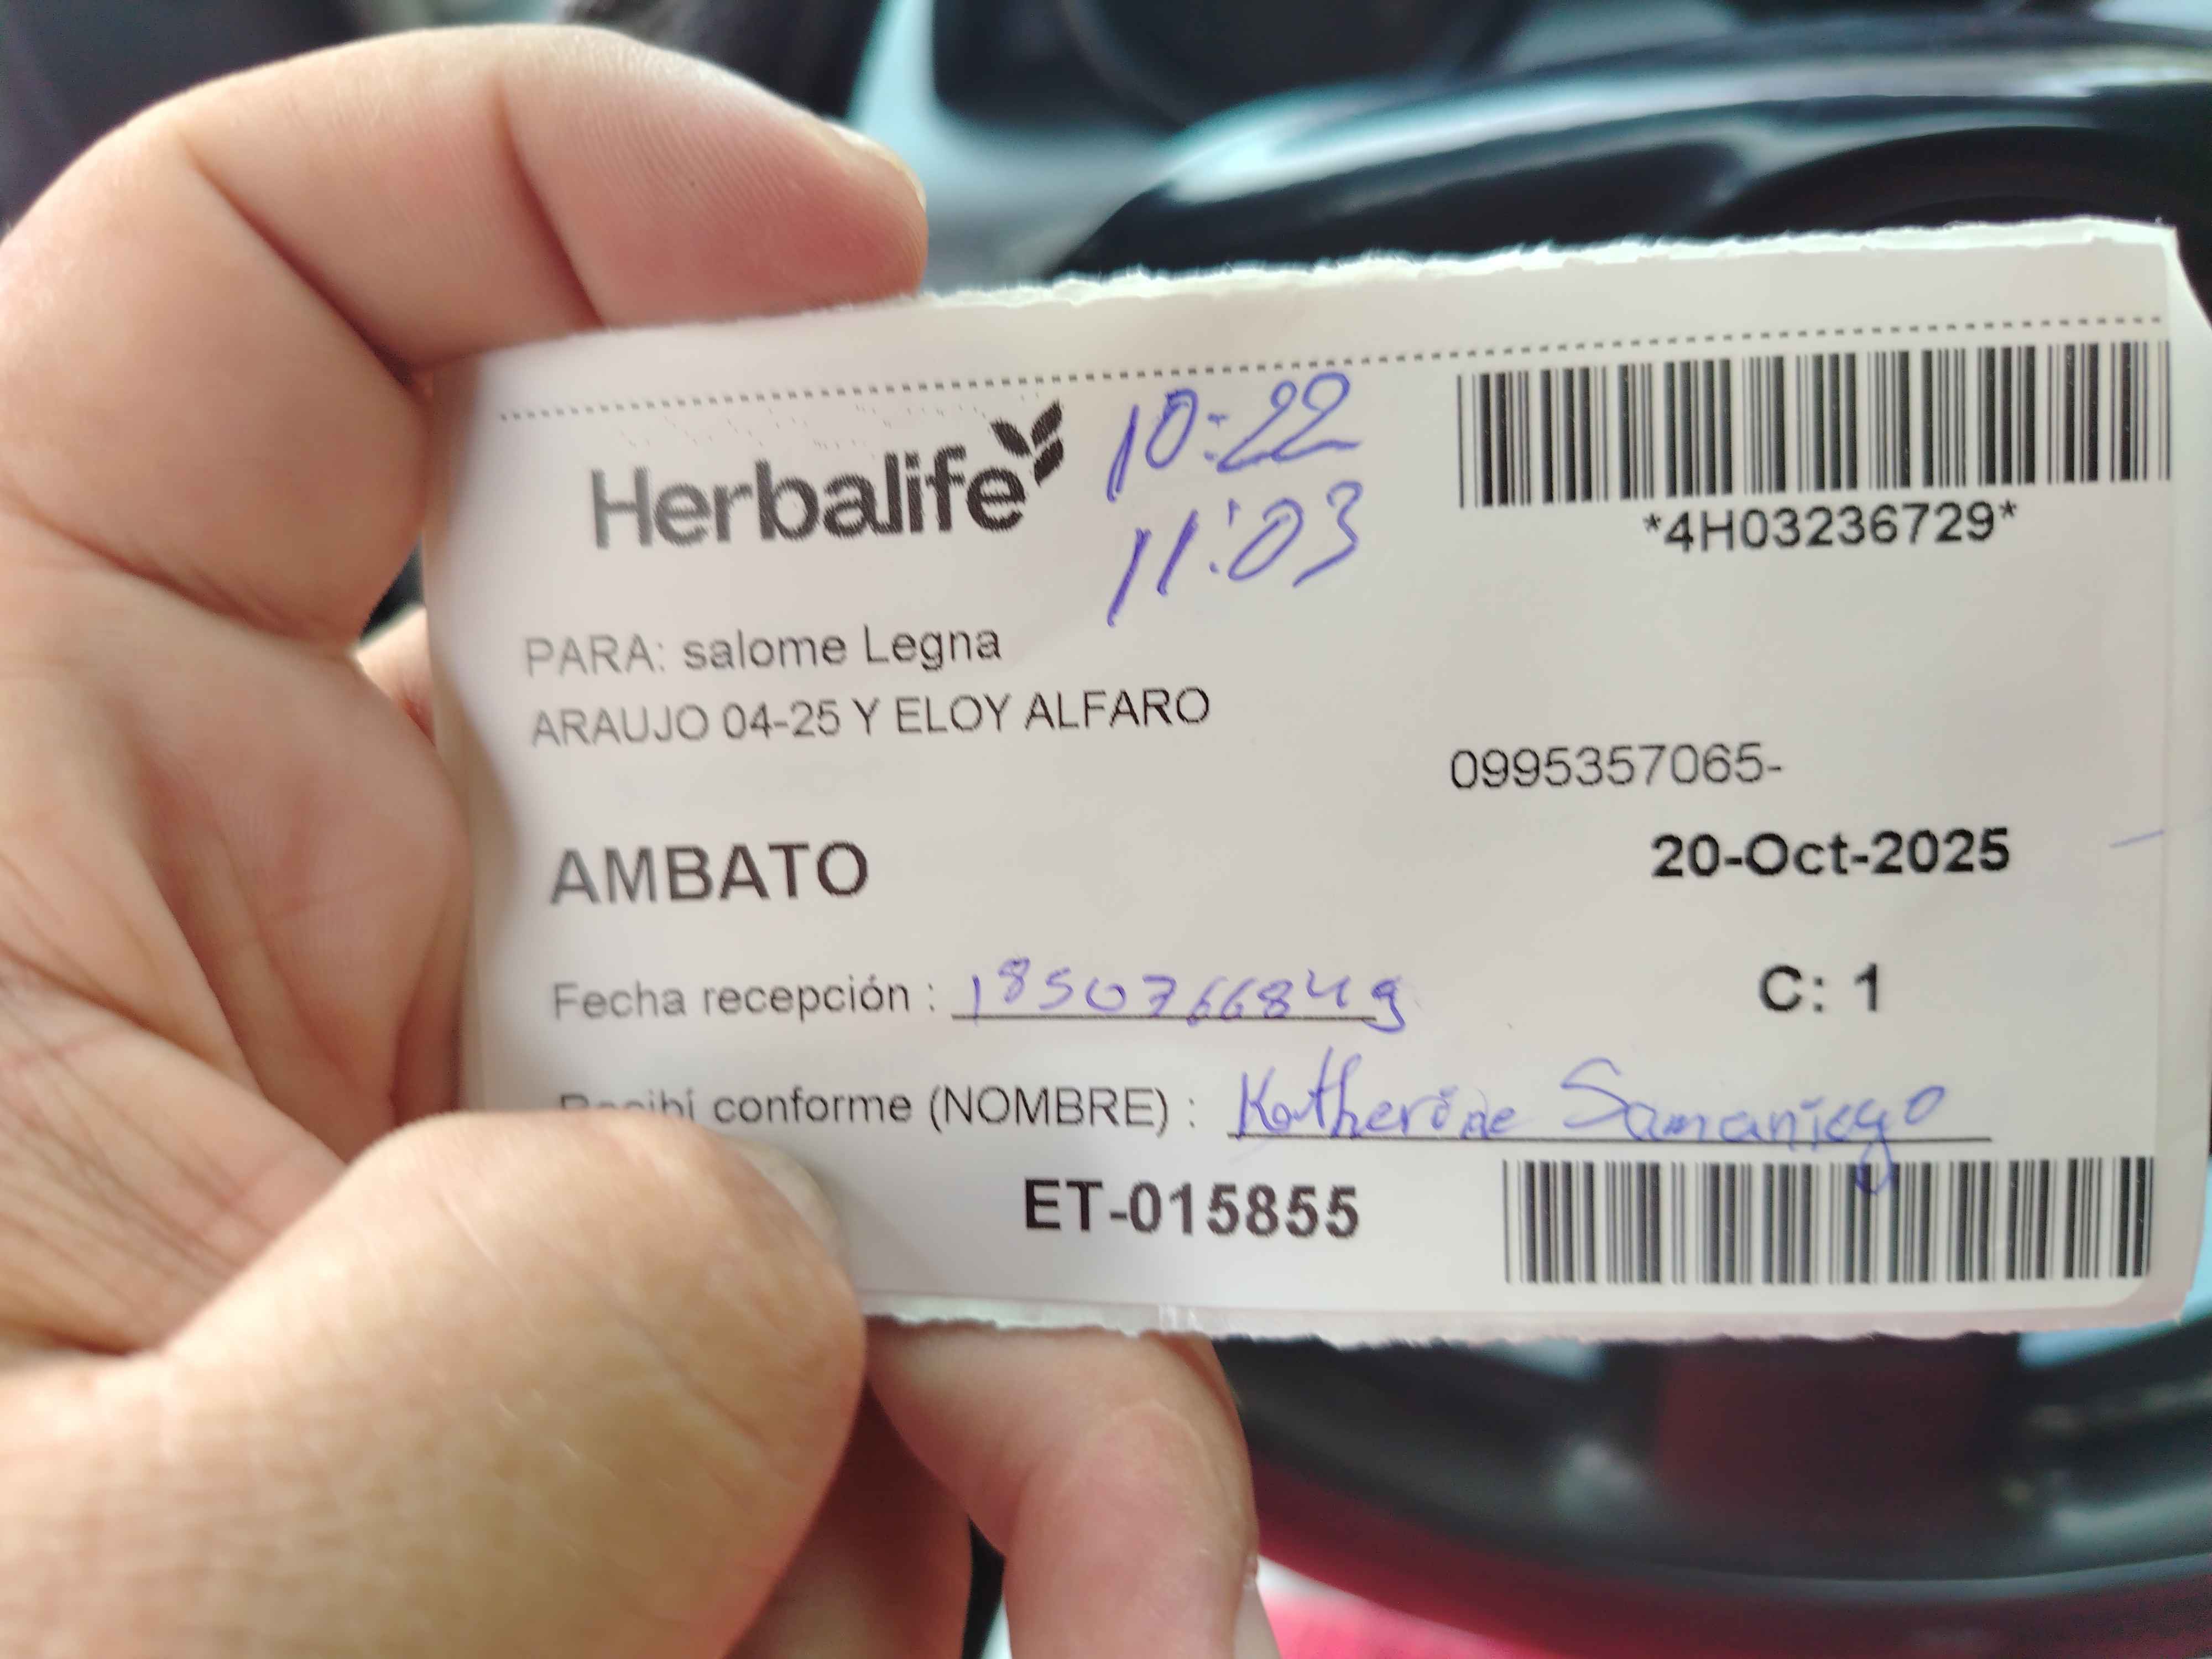 Herbalife
10:22
11:03
*4H03236729*
PARA: salome Legna
ARAUJO 04-25 Y ELOY ALFARO
0995357065-
AMBATO
20-Oct-2025
Fecha recepción : 1850766849
C: 1
Recibí conforme (NOMBRE) : Katherine Samaniego
ET-015855